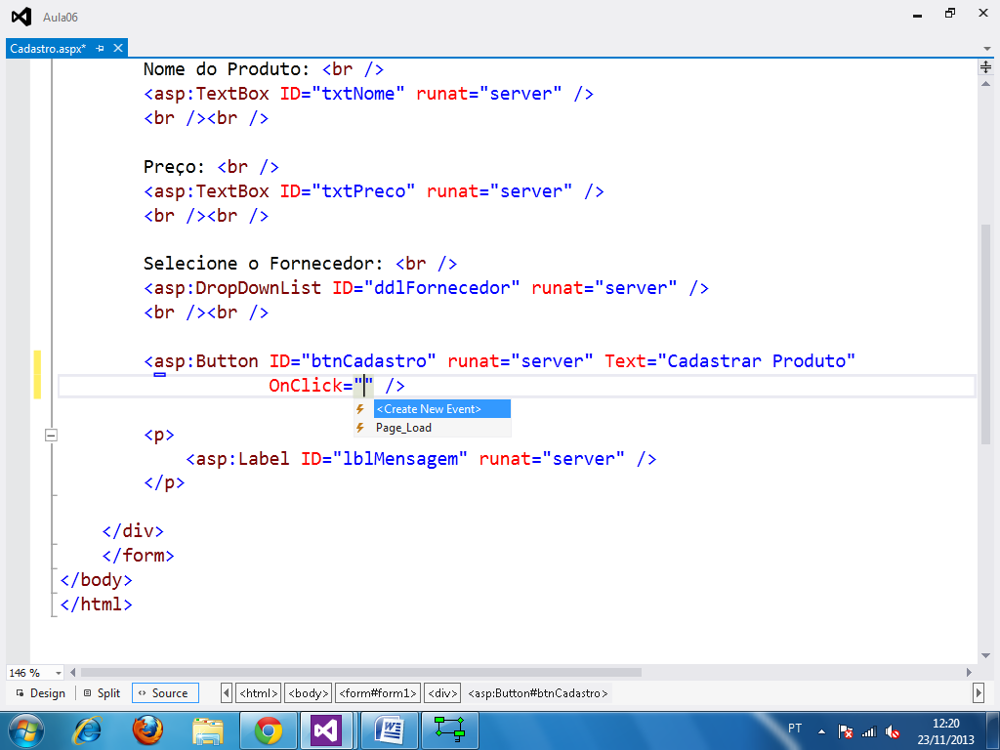 Aula06
Cadastro.aspx*
Nome do Produto: <br />
<asp:TextBox ID="txtNome" runat="server" />
<br /><br />
Preço: <br />
<asp:TextBox ID="txtPreco" runat="server" />
<br /><br />
Selecione o Fornecedor: <br />
<asp:DropDownList ID="ddlFornecedor" runat="server" />
<br /><br />
<asp:Button ID="btnCadastro" runat="server" Text="Cadastrar Produto"
OnClick="" />
<Create New Event>
Page_Load
<p>
<asp:Label ID="lblMensagem" runat="server" />
</p>
</div>
</form>
</body>
</html>
146 %
Design Split Source <html> <body> <form#form1> <div> <asp:Button#btnCadastro>
PT 12:20
23/11/2013